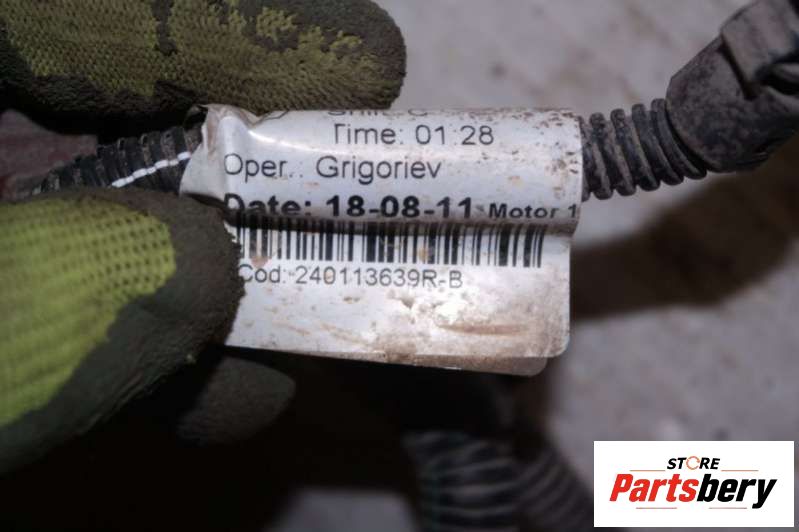 Time: 01:28
Oper.: Grigoriev
Date: 18-08-11 Motor 1
Cod: 240113639R-B
STORE
Partsbery